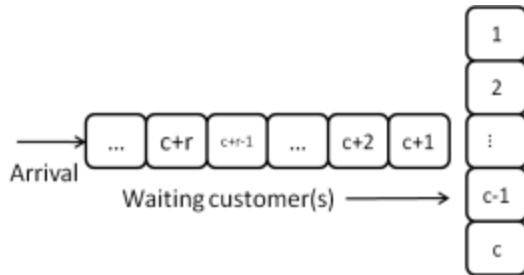 1
2
⋮
c-1
c
... c+r c+r-1 ... c+2 c+1
Arrival
Waiting customer(s)